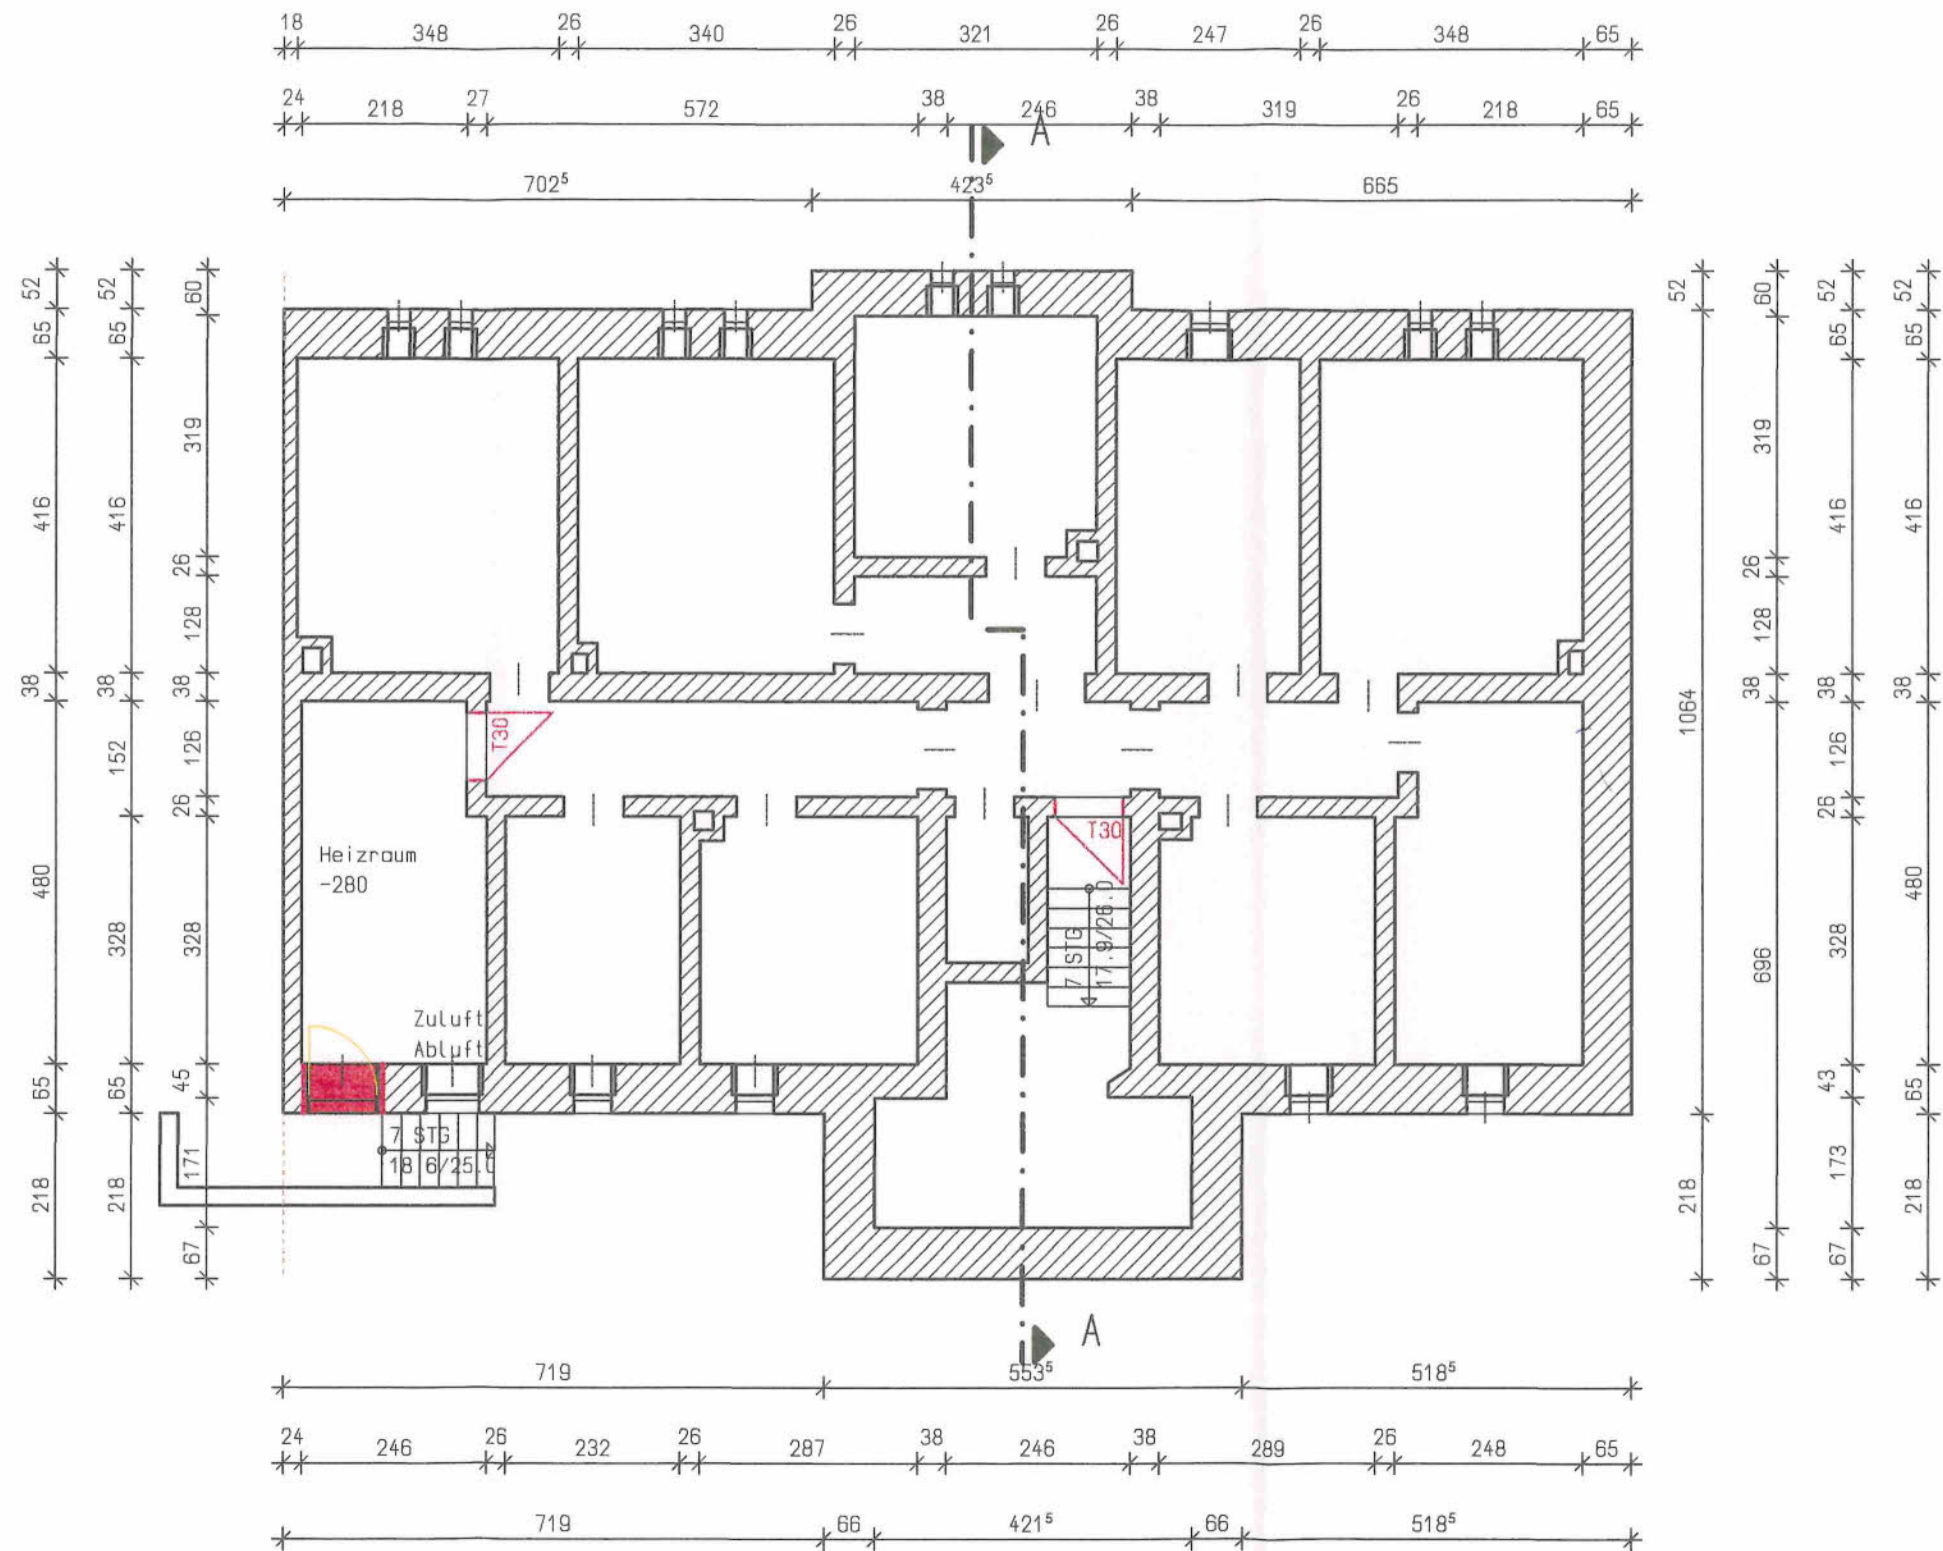 18 348 26 340 26 321 26 247 26 348 65
24 218 27 572 38 246 38 319 26 218 65
A
702⁵ 423⁵ 665
52 65 416 38 480 65 218
52 65 416 38 152 328 65 218
60 319 26 128 38 126 26 328 45 171 67
T30
Heizraum
-280
Zuluft
Abluft
7 STG
18.6/25.0
T30
7 STG
17.9/26.0
52 1064 218
60 319 26 128 38 696 67
52 65 416 38 126 26 328 43 173 67
52 65 416 38 480 65 218
A
719 553⁵ 518⁵
24 246 26 232 26 287 38 246 38 289 26 248 65
719 66 421⁵ 66 518⁵